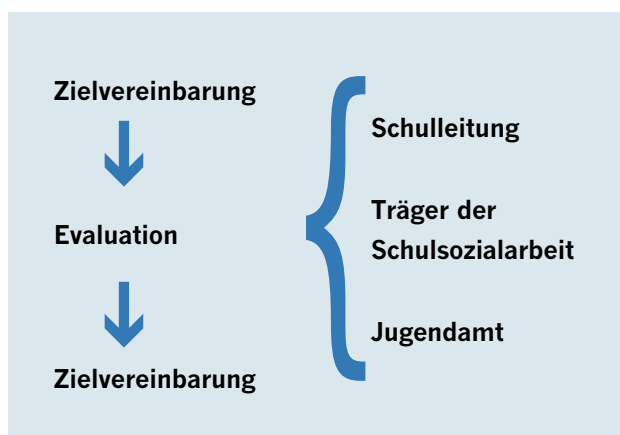 Zielvereinbarung
Evaluation
Zielvereinbarung
Schulleitung
Träger der
Schulsozialarbeit
Jugendamt